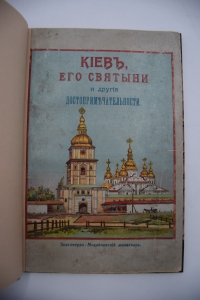 КІЕВЪ,
ЕГО СВЯТЫНИ
и другія
ДОСТОПРИМѢЧАТЕЛЬНОСТИ.